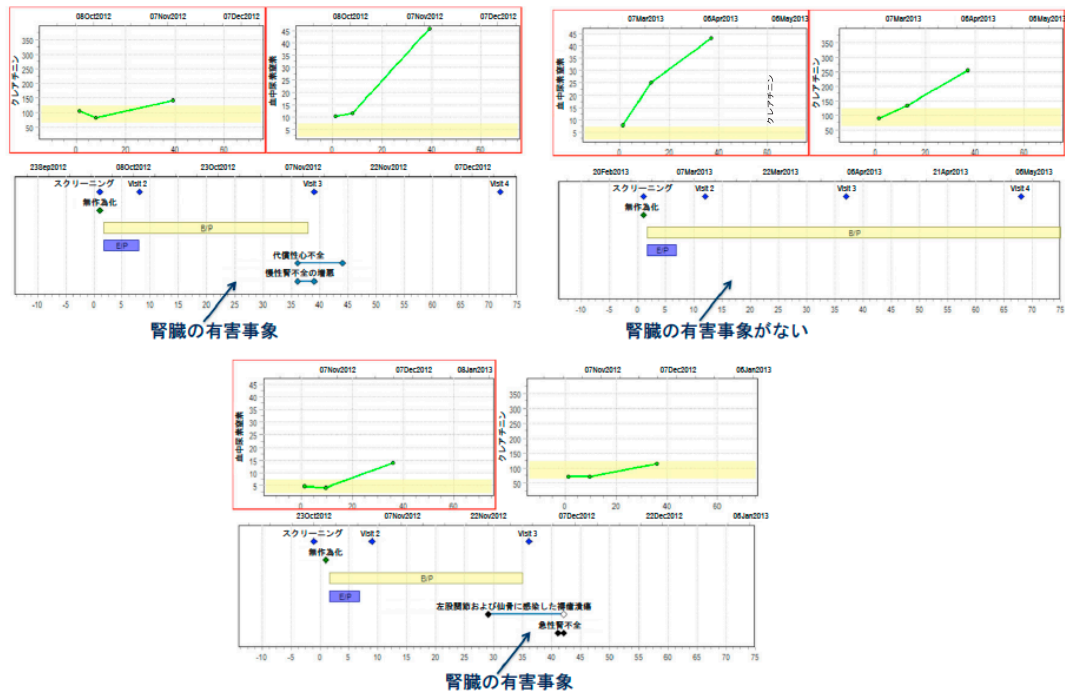 08Oct2012 07Nov2012 07Dec2012
クレアチニン
350
300
250
200
150
100
50
0 20 40 60
08Oct2012 07Nov2012 07Dec2012
血中尿素窒素
45
40
35
30
25
20
15
10
5
0 20 40 60
23Sep2012 08Oct2012 23Oct2012 07Nov2012 22Nov2012 07Dec2012
スクリーニング Visit 2 Visit 3 Visit 4
無作為化
B/P
E/P
代償性心不全
慢性腎不全の増悪
-10 -5 0 5 10 15 20 25 30 35 40 45 50 55 60 65 70 75
腎臓の有害事象
07Mar2013 06Apr2013 06May2013
血中尿素窒素
45
40
35
30
25
20
15
10
5
0 20 40 60
クレアチニン
07Mar2013 06Apr2013 06May2013
350
300
250
200
150
100
50
0 20 40 60
20Feb2013 07Mar2013 22Mar2013 06Apr2013 21Apr2013 06May2013
スクリーニング Visit 2 Visit 3 Visit 4
無作為化
B/P
E/P
-10 -5 0 5 10 15 20 25 30 35 40 45 50 55 60 65 70 75
腎臓の有害事象がない
07Nov2012 07Dec2012 08Jan2013
血中尿素窒素
45
40
35
30
25
20
15
10
5
0 20 40 60
07Nov2012 07Dec2012 06Jan2013
クレアチニン
350
300
250
200
150
100
50
0 20 40 60
23Oct2012 07Nov2012 22Nov2012 07Dec2012 22Dec2012 06Jan2013
スクリーニング Visit 2 Visit 3
無作為化
B/P
E/P
左股関節および仙骨に感染した褥瘡潰瘍
急性腎不全
-10 -5 0 5 10 15 20 25 30 35 40 45 50 55 60 65 70 75
腎臓の有害事象